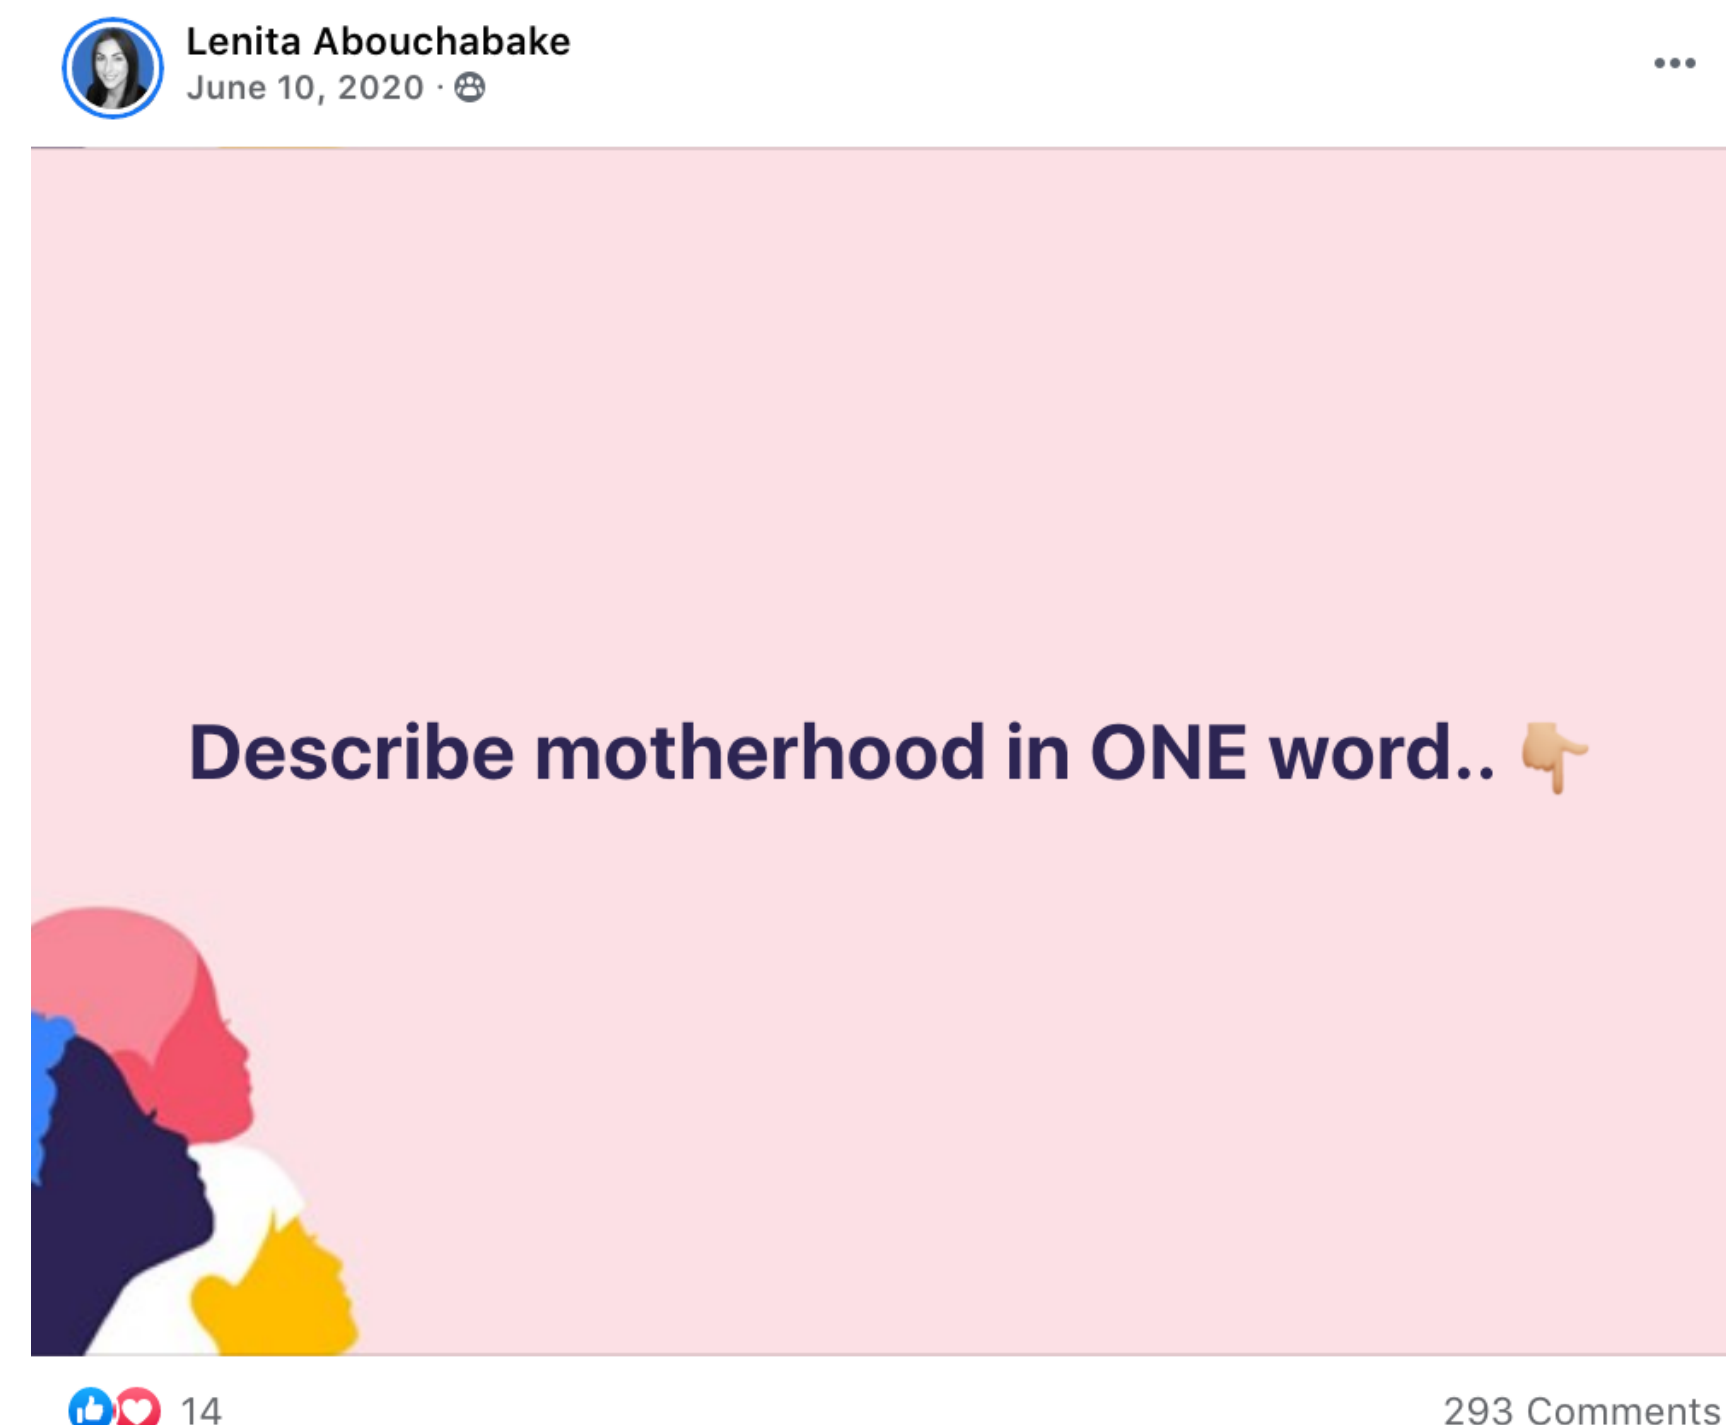 Lenita Abouchabake
June 10, 2020 ·
Describe motherhood in ONE word.. 👇🏼
14
293 Comments